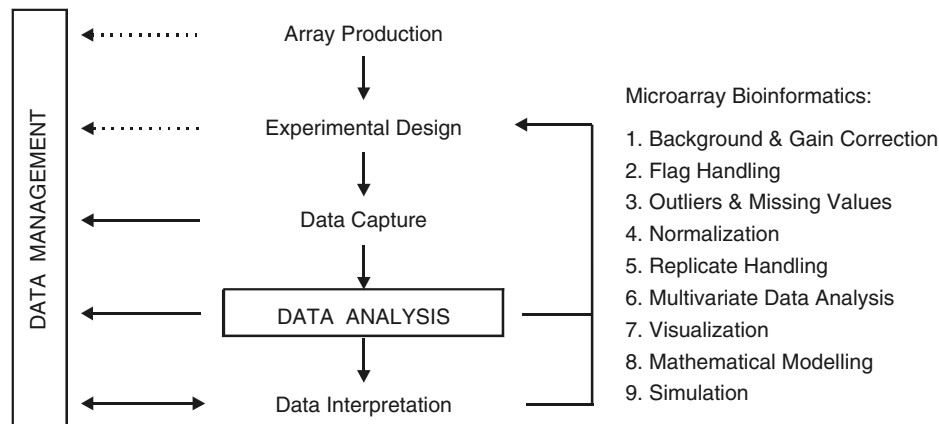 DATA MANAGEMENT
Array Production
Experimental Design
Data Capture
DATA ANALYSIS
Data Interpretation
Microarray Bioinformatics:
1. Background & Gain Correction
2. Flag Handling
3. Outliers & Missing Values
4. Normalization
5. Replicate Handling
6. Multivariate Data Analysis
7. Visualization
8. Mathematical Modelling
9. Simulation